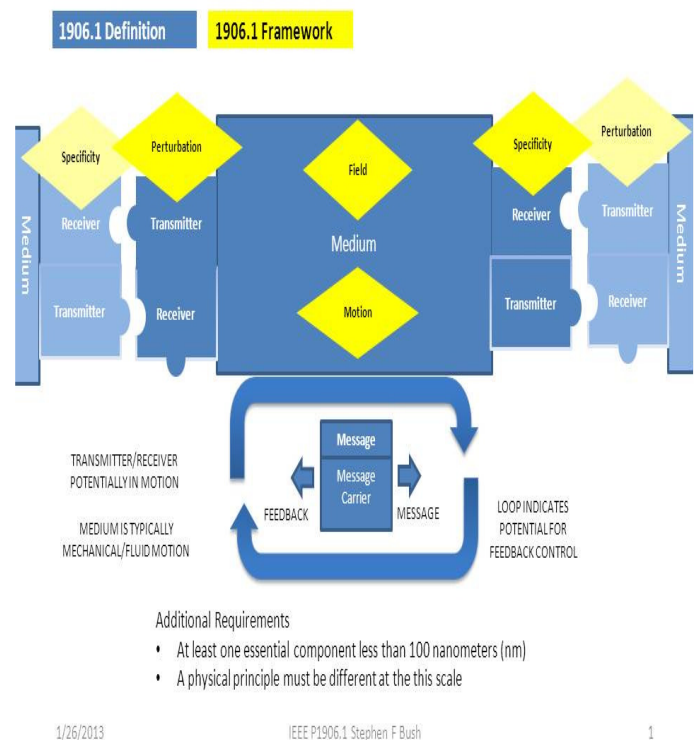 1906.1 Definition
1906.1 Framework
Specificity
Perturbation
Field
Specificity
Perturbation
Medium
Receiver
Transmitter
Medium
Receiver
Transmitter
Medium
Transmitter
Receiver
Motion
Transmitter
Receiver
Message
Message
Carrier
FEEDBACK
MESSAGE
TRANSMITTER/RECEIVER
POTENTIALLY IN MOTION
MEDIUM IS TYPICALLY
MECHANICAL/FLUID MOTION
LOOP INDICATES
POTENTIAL FOR
FEEDBACK CONTROL
Additional Requirements
• At least one essential component less than 100 nanometers (nm)
• A physical principle must be different at the this scale
1/26/2013
IEEE P1906.1 Stephen F Bush
1